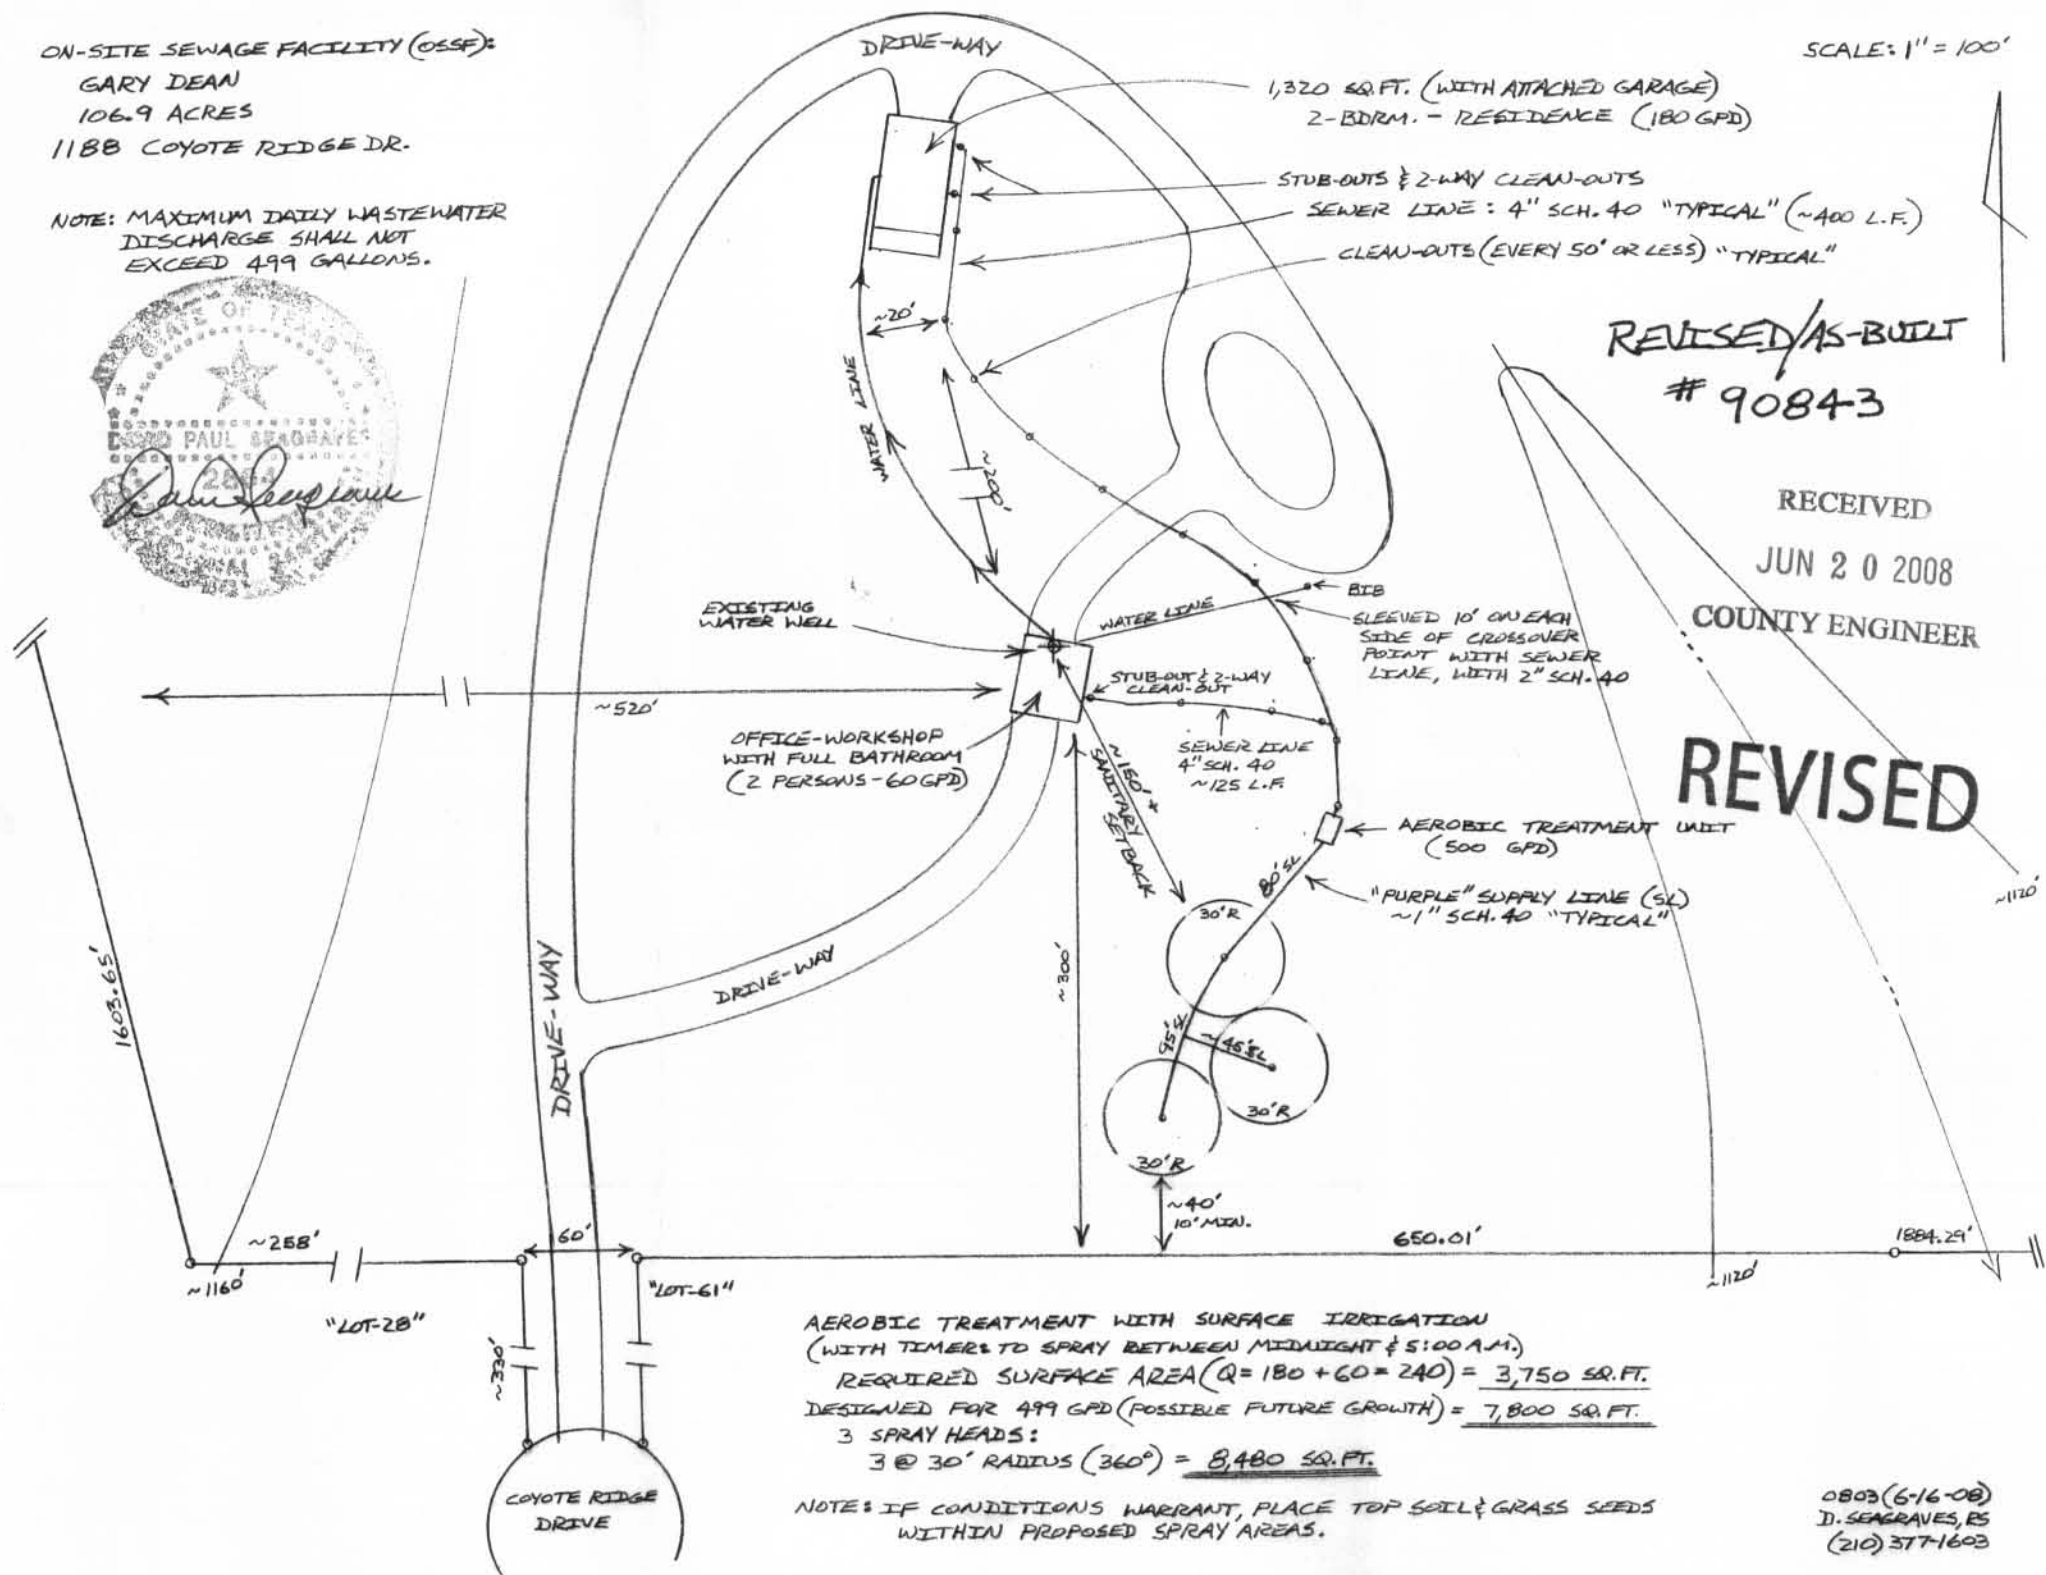 ON-SITE SEWAGE FACILITY (OSSF):
GARY DEAN
106.9 ACRES
1188 COYOTE RIDGE DR.
NOTE: MAXIMUM DAILY WASTEWATER
DISCHARGE SHALL NOT
EXCEED 499 GALLONS.
STATE OF TEXAS
DAVID PAUL SEAGRAVES
DRIVE-WAY
SCALE: 1" = 100'
1,320 SQ.FT. (WITH ATTACHED GARAGE)
2-BDRM. - RESIDENCE (180 GPD)
STUB-OUTS & 2-WAY CLEAN-OUTS
SEWER LINE: 4" SCH. 40 "TYPICAL" (~400 L.F.)
CLEAN-OUTS (EVERY 50' OR LESS) "TYPICAL"
REVISED/AS-BUILT
# 90843
RECEIVED
JUN 20 2008
COUNTY ENGINEER
~20'
WATER LINE
~200'
EXISTING
WATER WELL
WATER LINE
BIB
SLEEVED 10' ON EACH
SIDE OF CROSSOVER
POINT WITH SEWER
LINE, WITH 2" SCH. 40
STUB-OUT & 2-WAY
CLEAN-OUT
~520'
OFFICE-WORKSHOP
WITH FULL BATHROOM
(2 PERSONS-60 GPD)
SEWER LINE
4" SCH. 40
~125 L.F.
~150'+
SANITARY
SETBACK
REVISED
AEROBIC TREATMENT UNIT
(500 GPD)
80' SL
"PURPLE" SUPPLY LINE (SL)
~1" SCH. 40 "TYPICAL"
~1120'
30'R
1603.65'
DRIVE-WAY
DRIVE-WAY
~300'
95' SL
~45' SL
30'R
30'R
~40'
10' MIN.
~258'
60'
650.01'
1884.29'
~1160'
"LOT-28"
"LOT-61"
~1120'
~330'
COYOTE RIDGE
DRIVE
AEROBIC TREATMENT WITH SURFACE IRRIGATION
(WITH TIMER: TO SPRAY BETWEEN MIDNIGHT & 5:00 A.M.)
REQUIRED SURFACE AREA (Q = 180 + 60 = 240) = 3,750 SQ.FT.
DESIGNED FOR 499 GPD (POSSIBLE FUTURE GROWTH) = 7,800 SQ.FT.
3 SPRAY HEADS:
3 @ 30' RADIUS (360°) = 8,480 SQ.FT.
NOTE: IF CONDITIONS WARRANT, PLACE TOP SOIL & GRASS SEEDS
WITHIN PROPOSED SPRAY AREAS.
0803 (6-16-08)
D. SEAGRAVES, RS
(210) 377-1603